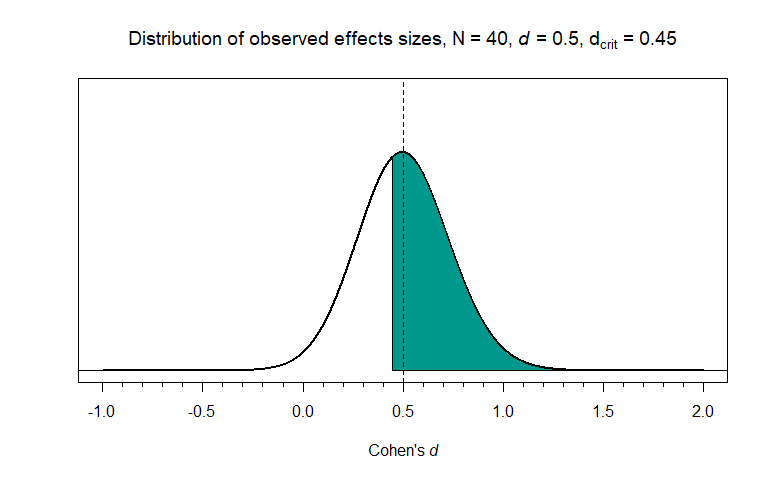 Distribution of observed effects sizes, N = 40, d = 0.5, dcrit = 0.45
-1.0 -0.5 0.0 0.5 1.0 1.5 2.0
Cohen's d